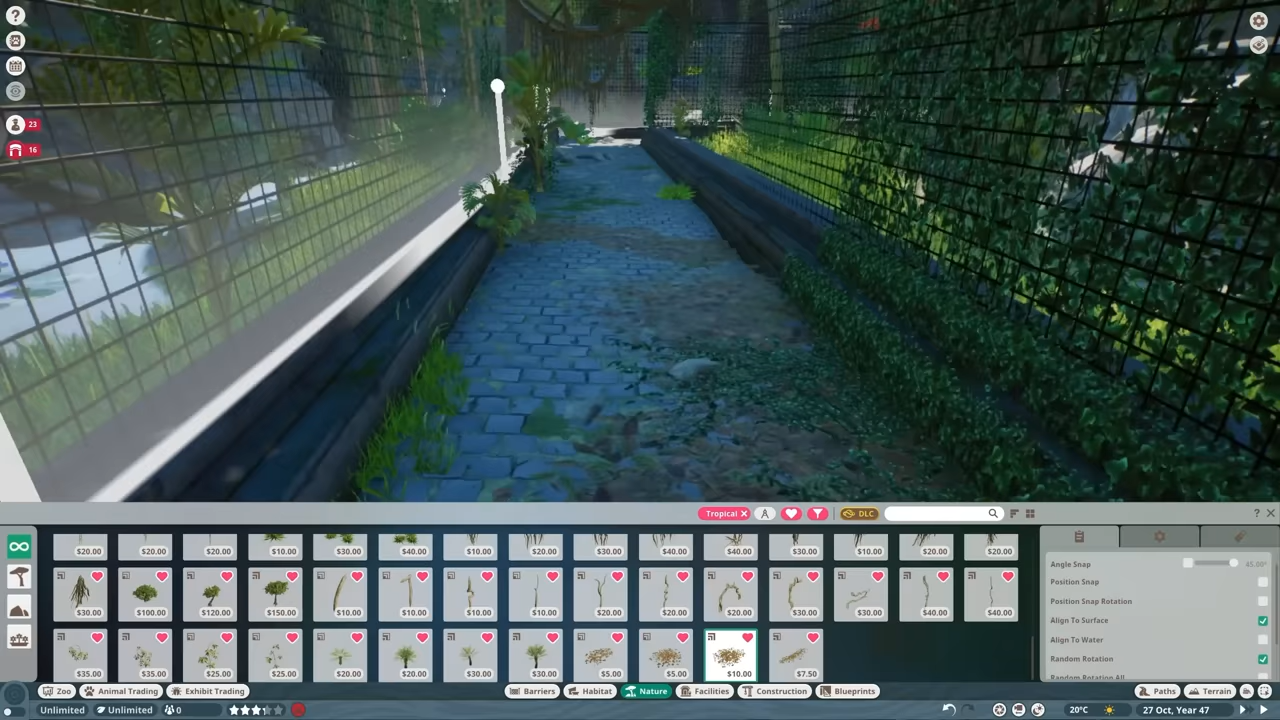 ?
23
16
Tropical ×
DLC
? ×
$20.00 $20.00 $20.00 $10.00 $30.00 $40.00 $10.00 $20.00 $30.00 $40.00 $40.00 $30.00 $10.00 $20.00 $20.00
$30.00 $100.00 $120.00 $150.00 $10.00 $10.00 $10.00 $10.00 $20.00 $20.00 $20.00 $30.00 $30.00 $40.00 $40.00
$35.00 $35.00 $25.00 $25.00 $20.00 $20.00 $30.00 $30.00 $5.00 $5.00 $10.00 $7.50
Angle Snap 45.00°
Position Snap
Position Snap Rotation
Align To Surface
Align To Water
Random Rotation
Random Rotation All
Zoo Animal Trading Exhibit Trading Barriers Habitat Nature Facilities Construction Blueprints Paths Terrain
Unlimited Unlimited 0 20°C 27 Oct, Year 47